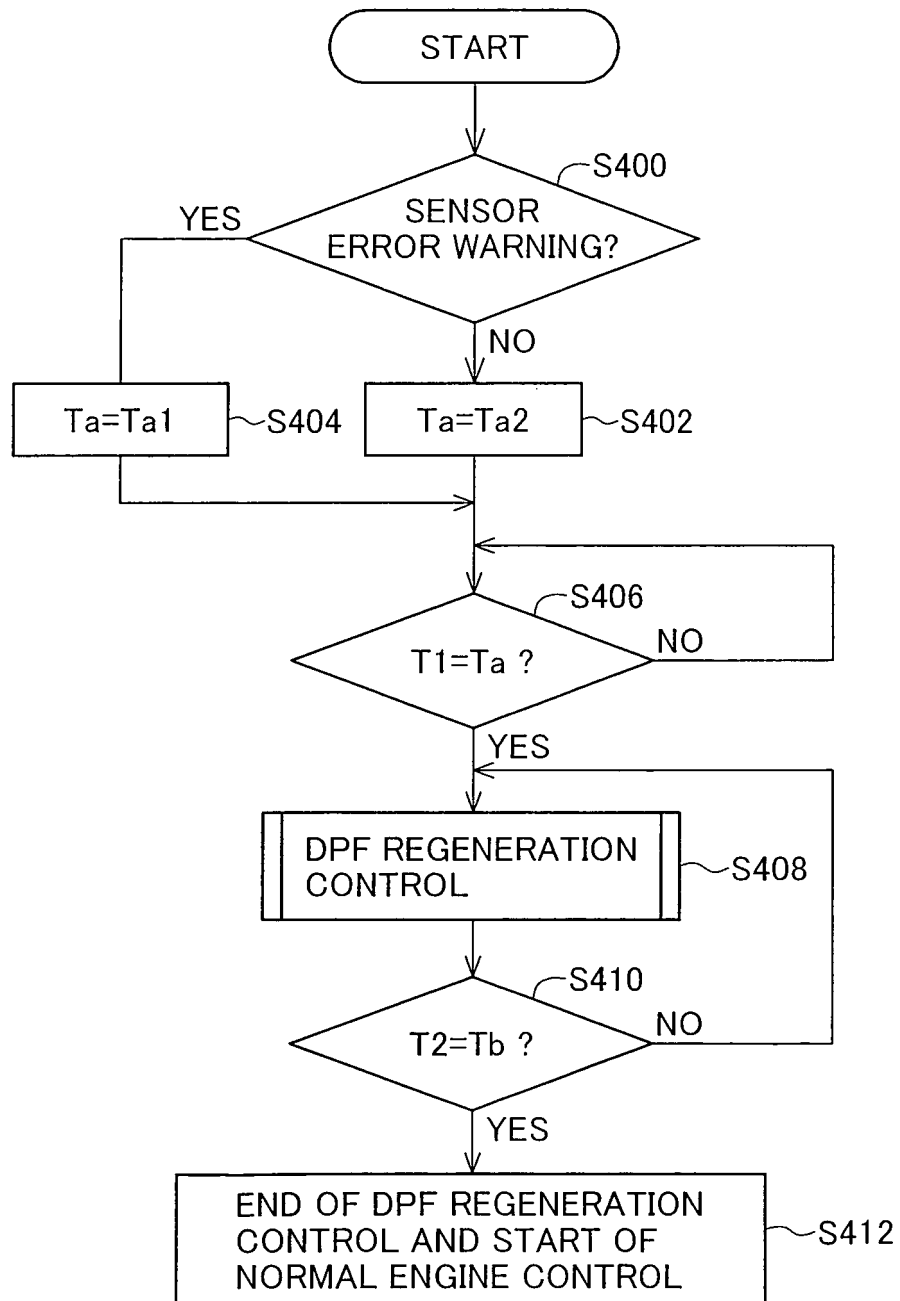 START
S400
YES
SENSOR
ERROR WARNING?
NO
Ta=Ta1
S404
Ta=Ta2
S402
S406
T1=Ta ?
NO
YES
DPF REGENERATION
CONTROL
S408
S410
T2=Tb ?
NO
YES
END OF DPF REGENERATION
CONTROL AND START OF
NORMAL ENGINE CONTROL
S412